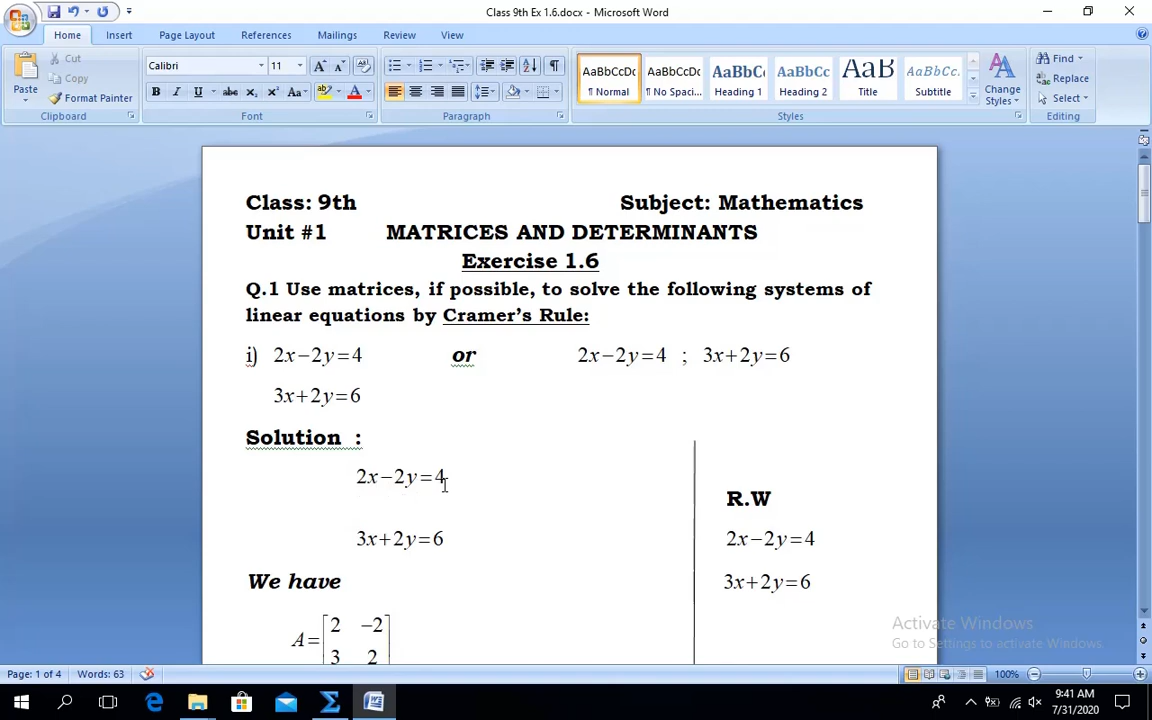 Class 9th Ex 1.6.docx - Microsoft Word
Home Insert Page Layout References Mailings Review View
Paste Cut Copy Format Painter
Clipboard
Calibri 11
Font
Paragraph
AaBbCcDc AaBbCcDc AaBbC AaBbCc AaB AaBbCc.
¶ Normal ¶ No Spaci... Heading 1 Heading 2 Title Subtitle
Change Styles
Styles
Find
Replace
Select
Editing
Class: 9th Subject: Mathematics
Unit #1 MATRICES AND DETERMINANTS
Exercise 1.6
Q.1 Use matrices, if possible, to solve the following systems of
linear equations by Cramer's Rule:
i) 2x−2y=4 or 2x−2y=4 ; 3x+2y=6
3x+2y=6
Solution :
2x−2y=4
R.W
3x+2y=6 2x−2y=4
We have 3x+2y=6
A=[2 −2
3 2]
Activate Windows
Go to Settings to activate Windows.
Page: 1 of 4 Words: 63 100%
9:41 AM
7/31/2020